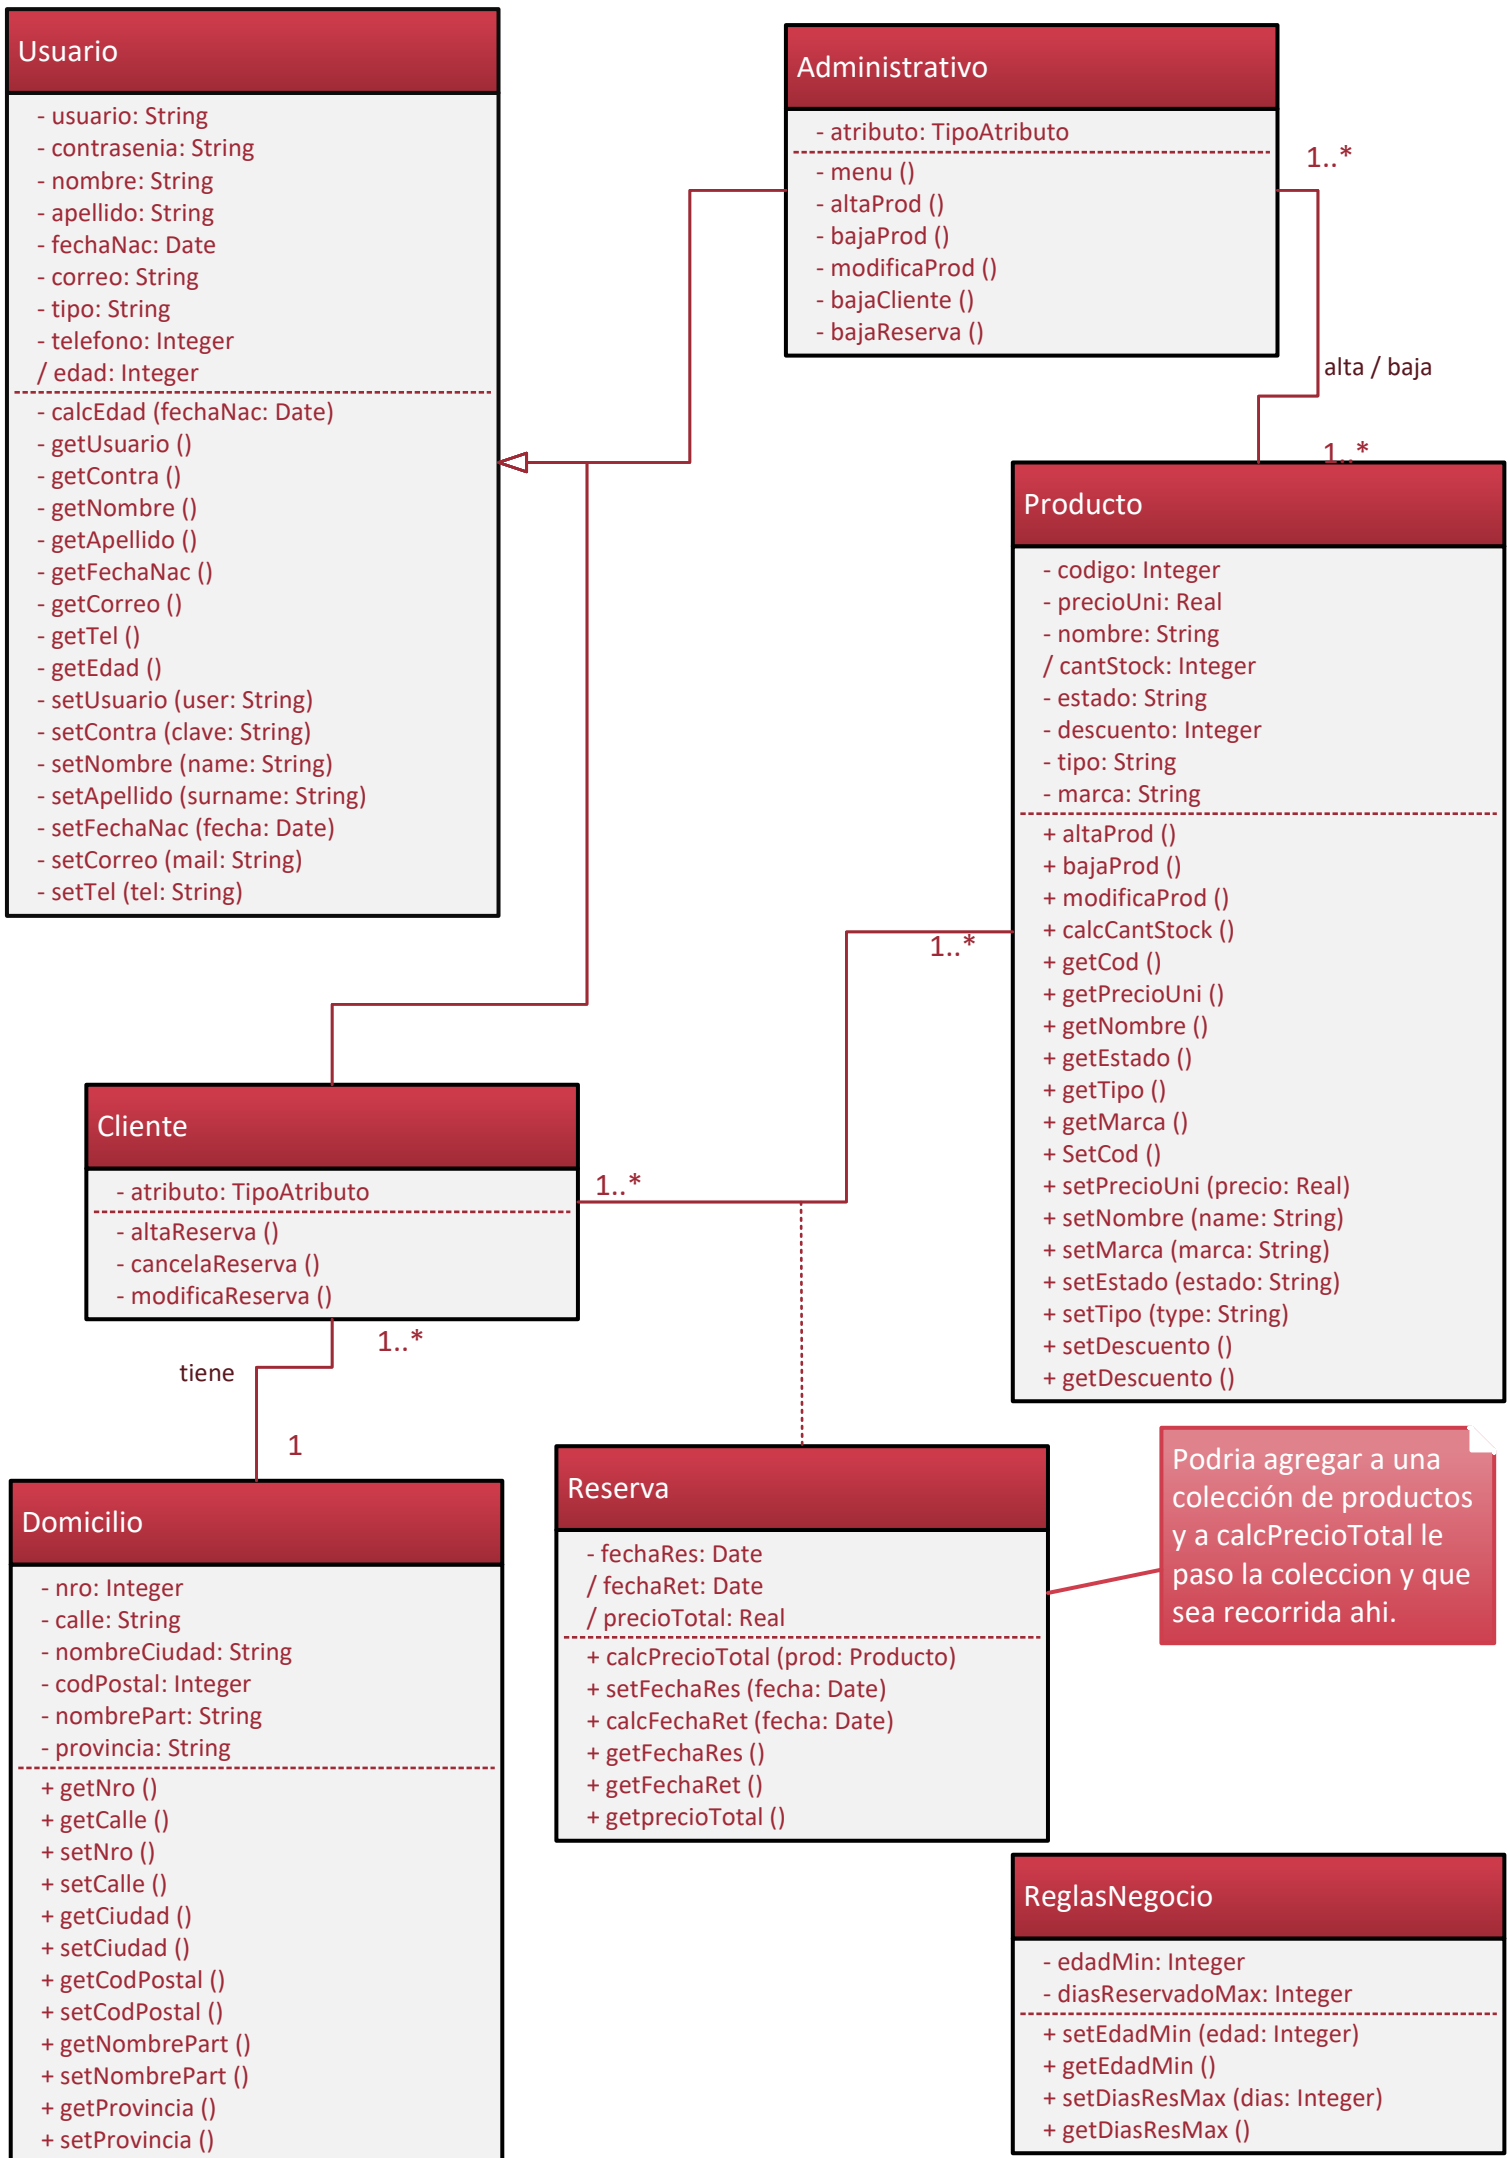 Usuario
- usuario: String
- contrasenia: String
- nombre: String
- apellido: String
- fechaNac: Date
- correo: String
- tipo: String
- telefono: Integer
/ edad: Integer
- calcEdad (fechaNac: Date)
- getUsuario ()
- getContra ()
- getNombre ()
- getApellido ()
- getFechaNac ()
- getCorreo ()
- getTel ()
- getEdad ()
- setUsuario (user: String)
- setContra (clave: String)
- setNombre (name: String)
- setApellido (surname: String)
- setFechaNac (fecha: Date)
- setCorreo (mail: String)
- setTel (tel: String)
Administrativo
- atributo: TipoAtributo
- menu ()
- altaProd ()
- bajaProd ()
- modificaProd ()
- bajaCliente ()
- bajaReserva ()
1..*
alta / baja
1..*
Producto
- codigo: Integer
- precioUni: Real
- nombre: String
/ cantStock: Integer
- estado: String
- descuento: Integer
- tipo: String
- marca: String
+ altaProd ()
+ bajaProd ()
+ modificaProd ()
+ calcCantStock ()
+ getCod ()
+ getPrecioUni ()
+ getNombre ()
+ getEstado ()
+ getTipo ()
+ getMarca ()
+ SetCod ()
+ setPrecioUni (precio: Real)
+ setNombre (name: String)
+ setMarca (marca: String)
+ setEstado (estado: String)
+ setTipo (type: String)
+ setDescuento ()
+ getDescuento ()
1..*
Cliente
- atributo: TipoAtributo
- altaReserva ()
- cancelaReserva ()
- modificaReserva ()
1..*
1..*
tiene
1
Domicilio
- nro: Integer
- calle: String
- nombreCiudad: String
- codPostal: Integer
- nombrePart: String
- provincia: String
+ getNro ()
+ getCalle ()
+ setNro ()
+ setCalle ()
+ getCiudad ()
+ setCiudad ()
+ getCodPostal ()
+ setCodPostal ()
+ getNombrePart ()
+ setNombrePart ()
+ getProvincia ()
+ setProvincia ()
Reserva
- fechaRes: Date
/ fechaRet: Date
/ precioTotal: Real
+ calcPrecioTotal (prod: Producto)
+ setFechaRes (fecha: Date)
+ calcFechaRet (fecha: Date)
+ getFechaRes ()
+ getFechaRet ()
+ getprecioTotal ()
Podria agregar a una
colección de productos
y a calcPrecioTotal le
paso la coleccion y que
sea recorrida ahi.
ReglasNegocio
- edadMin: Integer
- diasReservadoMax: Integer
+ setEdadMin (edad: Integer)
+ getEdadMin ()
+ setDiasResMax (dias: Integer)
+ getDiasResMax ()